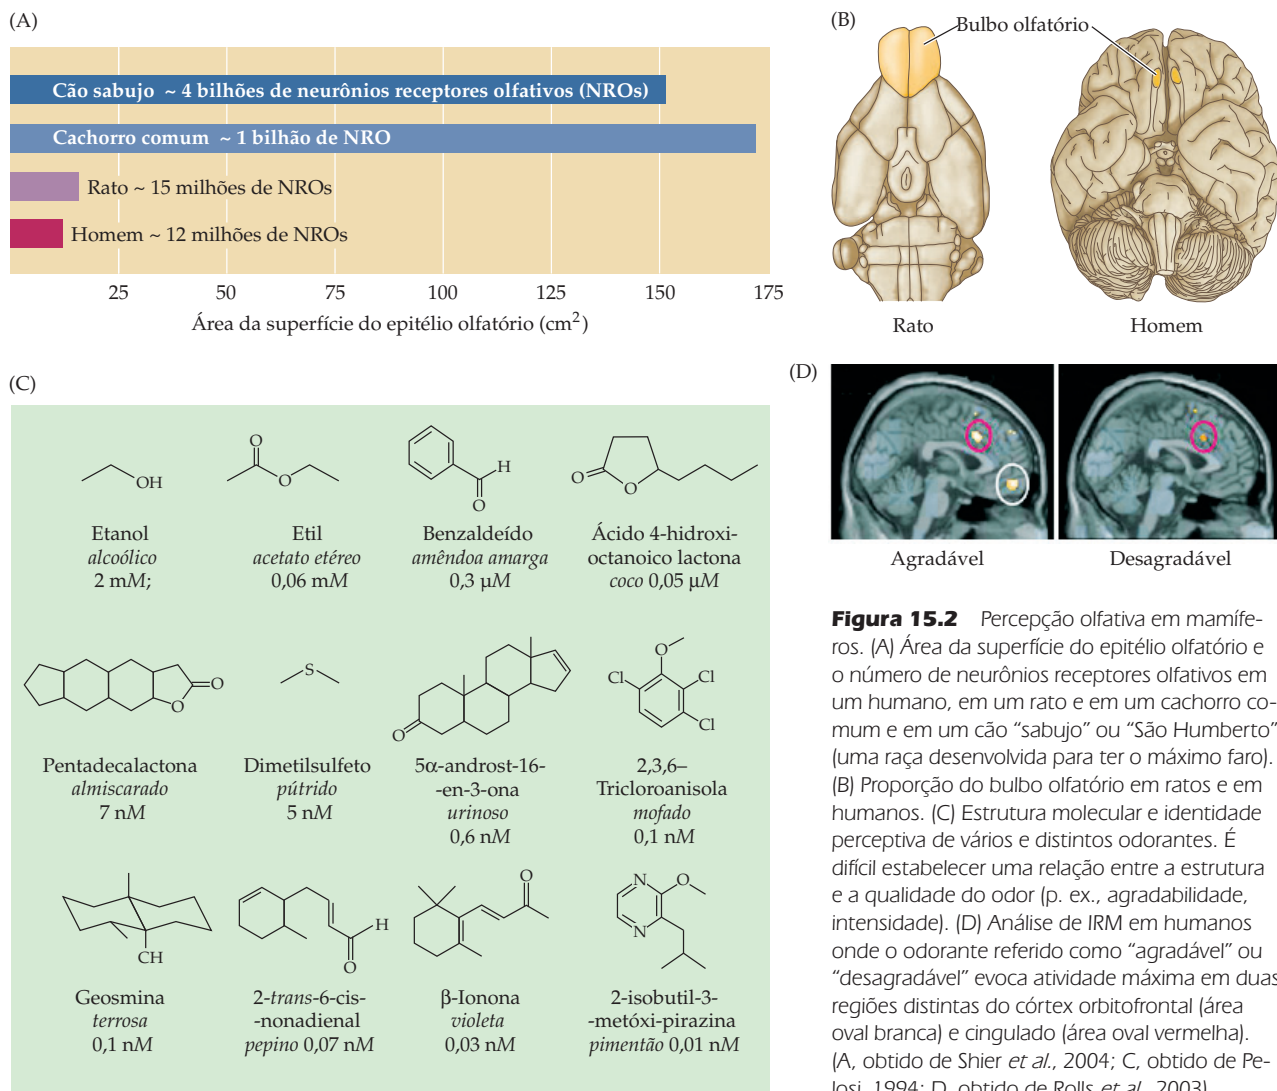 (A)
Cão sabujo ~ 4 bilhões de neurônios receptores olfativos (NROs)
Cachorro comum ~ 1 bilhão de NRO
Rato ~ 15 milhões de NROs
Homem ~ 12 milhões de NROs
25 50 75 100 125 150 175
Área da superfície do epitélio olfatório (cm²)
(B)
Bulbo olfatório
Rato
Homem
(C)
OH
Etanol
alcoólico
2 mM;
O
O
Etil
acetato etéreo
0,06 mM
H
O
Benzaldeído
amêndoa amarga
0,3 µM
O
O
Ácido 4-hidroxi-
octanoico lactona
coco 0,05 µM
O
O
Pentadecalactona
almiscarado
7 nM
S
Dimetilsulfeto
pútrido
5 nM
O
5α-androst-16-
-en-3-ona
urinoso
0,6 nM
O
Cl
Cl
Cl
2,3,6–
Tricloroanisola
mofado
0,1 nM
CH
Geosmina
terrosa
0,1 nM
H
O
2-trans-6-cis-
-nonadienal
pepino 0,07 nM
O
β-Ionona
violeta
0,03 nM
N
O
N
2-isobutil-3-
-metóxi-pirazina
pimentão 0,01 nM
(D)
Agradável
Desagradável
Figura 15.2 Percepção olfativa em mamífe-
ros. (A) Área da superfície do epitélio olfatório e
o número de neurônios receptores olfativos em
um humano, em um rato e em um cachorro co-
mum e em um cão “sabujo” ou “São Humberto”
(uma raça desenvolvida para ter o máximo faro).
(B) Proporção do bulbo olfatório em ratos e em
humanos. (C) Estrutura molecular e identidade
perceptiva de vários e distintos odorantes. É
difícil estabelecer uma relação entre a estrutura
e a qualidade do odor (p. ex., agradabilidade,
intensidade). (D) Análise de IRM em humanos
onde o odorante referido como “agradável” ou
“desagradável” evoca atividade máxima em duas
regiões distintas do córtex orbitofrontal (área
oval branca) e cingulado (área oval vermelha).
(A, obtido de Shier et al., 2004; C, obtido de Pe-
losi, 1994; D, obtido de Rolls et al., 2003)